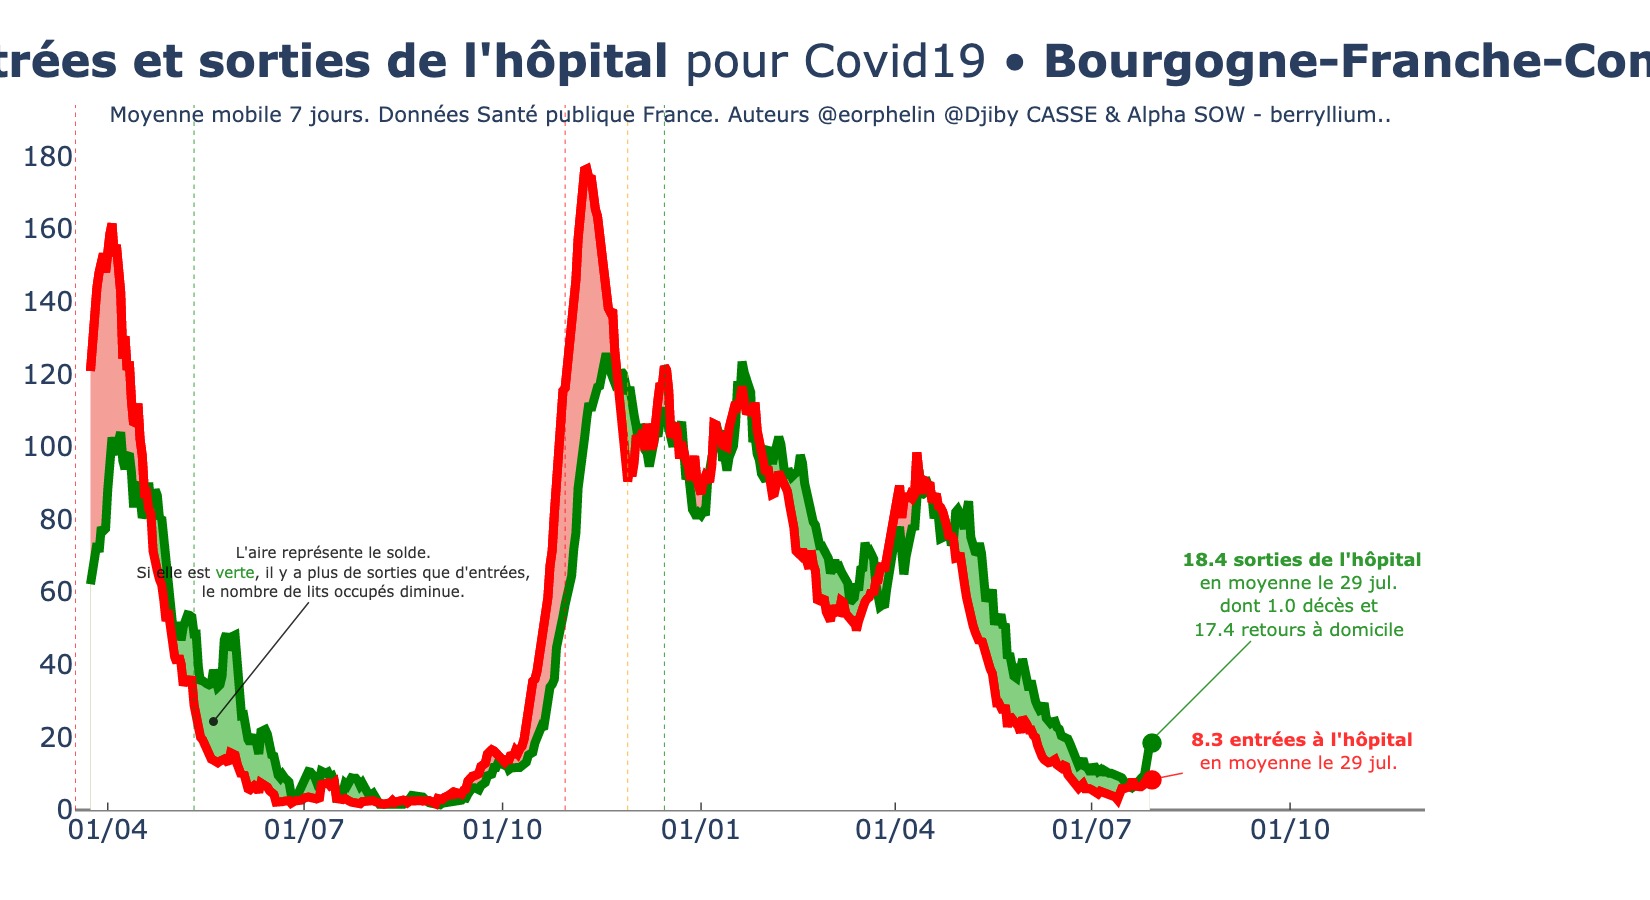 trées et sorties de l'hôpital pour Covid19 • Bourgogne-Franche-Com
Moyenne mobile 7 jours. Données Santé publique France. Auteurs @eorphelin @Djiby CASSE & Alpha SOW - berryllium..
180
160
140
120
100
80
60
40
20
0
L'aire représente le solde.
Si elle est verte, il y a plus de sorties que d'entrées,
le nombre de lits occupés diminue.
18.4 sorties de l'hôpital
en moyenne le 29 jul.
dont 1.0 décès et
17.4 retours à domicile
8.3 entrées à l'hôpital
en moyenne le 29 jul.
01/04 01/07 01/10 01/01 01/04 01/07 01/10